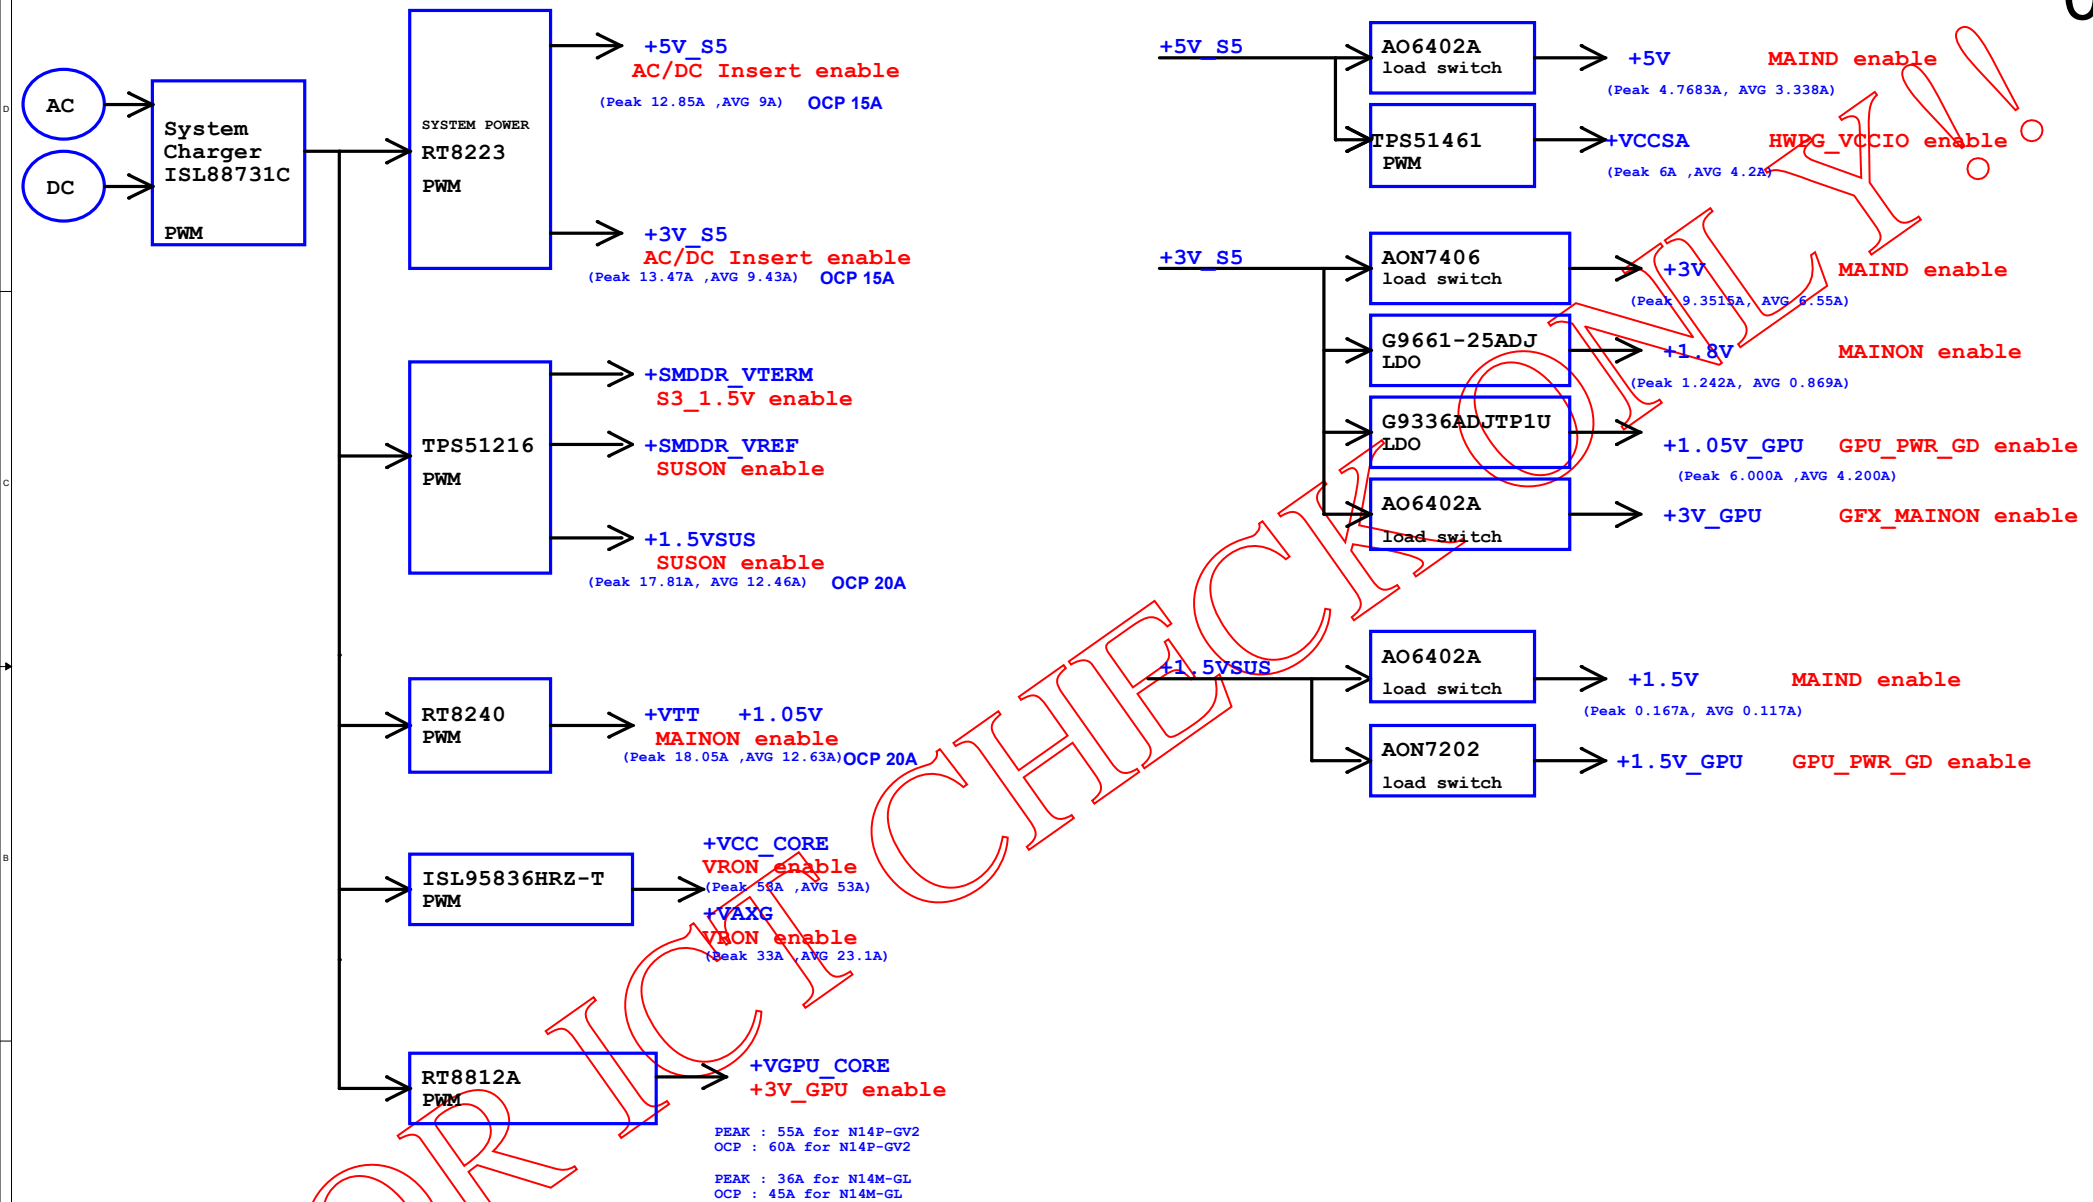 AC
DC
System
Charger
ISL88731C
PWM
SYSTEM POWER
RT8223
PWM
+5V_S5
AC/DC Insert enable
(Peak 12.85A ,AVG 9A) OCP 15A
+3V_S5
AC/DC Insert enable
(Peak 13.47A ,AVG 9.43A) OCP 15A
TPS51216
PWM
+SMDDR_VTERM
S3_1.5V enable
+SMDDR_VREF
SUSON enable
+1.5VSUS
SUSON enable
(Peak 17.81A, AVG 12.46A) OCP 20A
RT8240
PWM
+VTT +1.05V
MAINON enable
(Peak 18.05A ,AVG 12.63A) OCP 20A
ISL95836HRZ-T
PWM
+VCC_CORE
VRON enable
(Peak 53A ,AVG 53A)
+VAXG
VRON enable
(Peak 33A ,AVG 23.1A)
RT8812A
PWM
+VGPU_CORE
+3V_GPU enable
PEAK : 55A for N14P-GV2
OCP : 60A for N14P-GV2
PEAK : 36A for N14M-GL
OCP : 45A for N14M-GL
+5V_S5
AO6402A
load switch
+5V MAIND enable
(Peak 4.7683A, AVG 3.338A)
TPS51461
PWM
+VCCSA HWPG_VCCIO enable
(Peak 6A ,AVG 4.2A)
+3V_S5
AON7406
load switch
+3V MAIND enable
(Peak 9.3515A, AVG 6.55A)
G9661-25ADJ
LDO
+1.8V MAINON enable
(Peak 1.242A, AVG 0.869A)
G9336ADJTP1U
LDO
+1.05V_GPU GPU_PWR_GD enable
(Peak 6.000A ,AVG 4.200A)
AO6402A
load switch
+3V_GPU GFX_MAINON enable
+1.5VSUS
AO6402A
load switch
+1.5V MAIND enable
(Peak 0.167A, AVG 0.117A)
AON7202
load switch
+1.5V_GPU GPU_PWR_GD enable
OR ICT CHECK ONLY!!
D
C
B